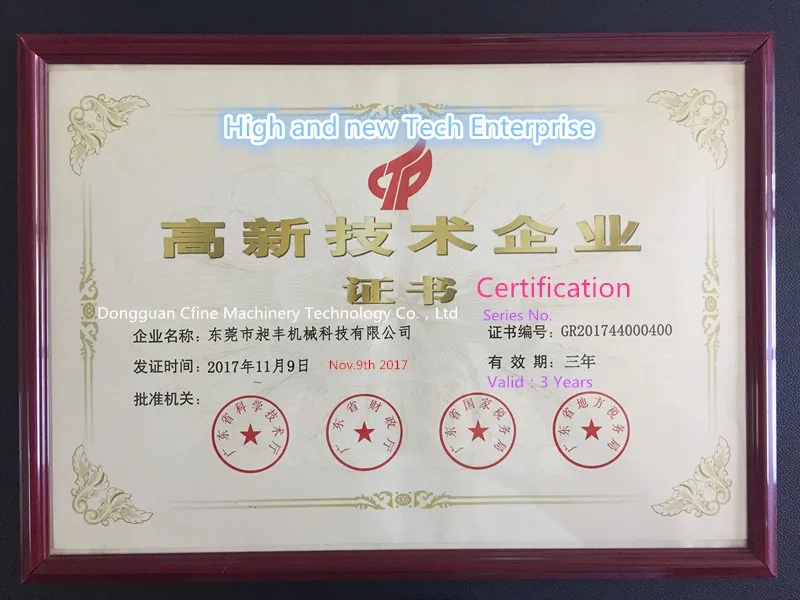 High and new Tech Enterprise
CTP
高新技术企业
证书
Certification
Dongguan Cfine Machinery Technology Co. , Ltd
Series No.
企业名称：东莞市昶丰机械科技有限公司
证书编号：GR201744000400
发证时间：2017年11月9日
Nov.9th 2017
有 效 期：三年
Valid : 3 Years
批准机关：
广东省科学技术厅
广东省财政厅
广东省国家税务局
广东省地方税务局